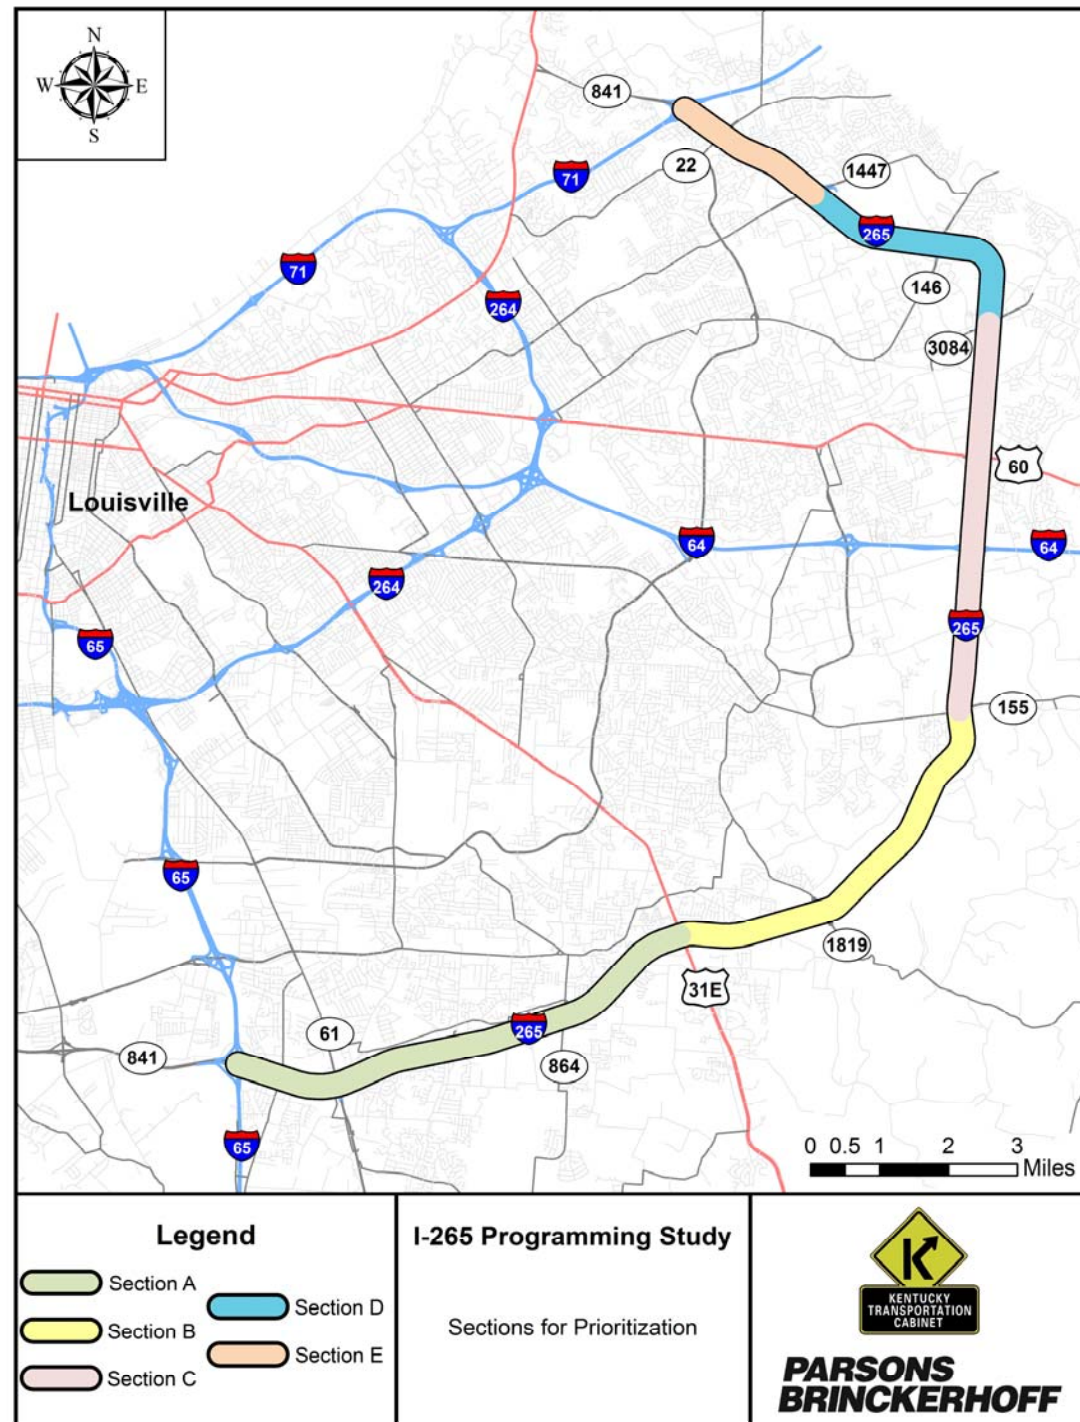 N
W E
S
841
22
1447
71
265
71
264
146
3084
60
Louisville
64
64
264
265
65
155
65
1819
31E
61
265
841
864
65
0 0.5 1 2 3
Miles
Legend
Section A
Section B
Section C
Section D
Section E
I-265 Programming Study
Sections for Prioritization
K
KENTUCKY
TRANSPORTATION
CABINET
PARSONS
BRINCKERHOFF